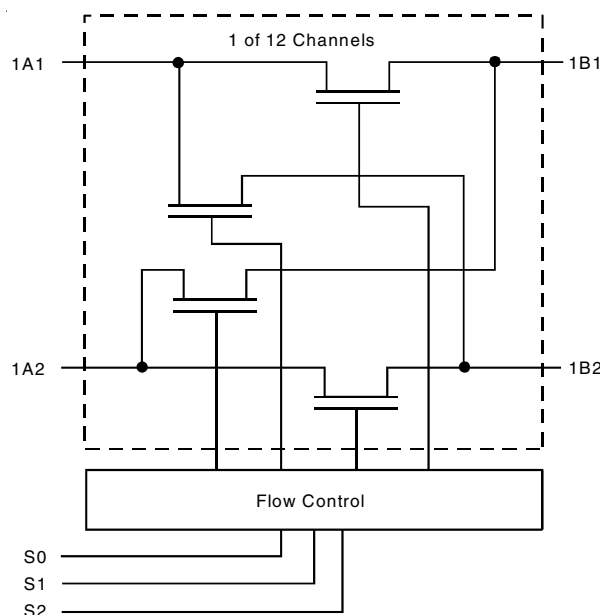 1 of 12 Channels
1A1
1B1
1A2
1B2
Flow Control
S0
S1
S2